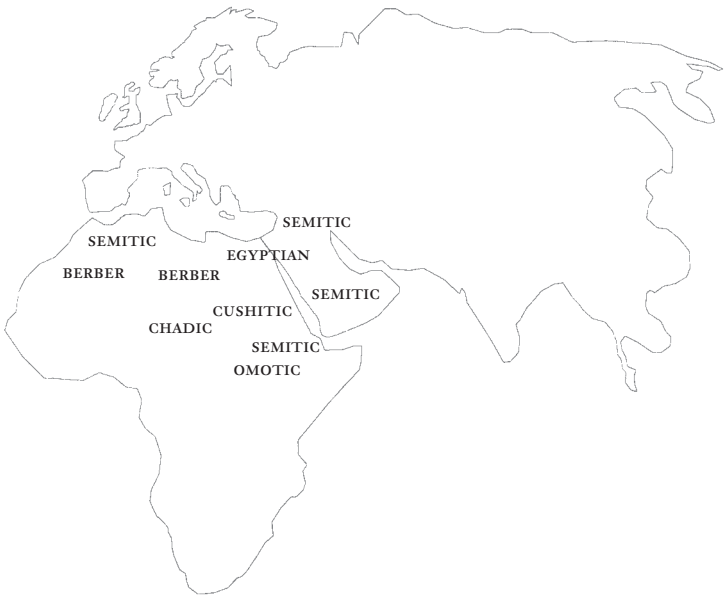 SEMITIC
SEMITIC
EGYPTIAN
BERBER
BERBER
SEMITIC
CUSHITIC
CHADIC
SEMITIC
OMOTIC